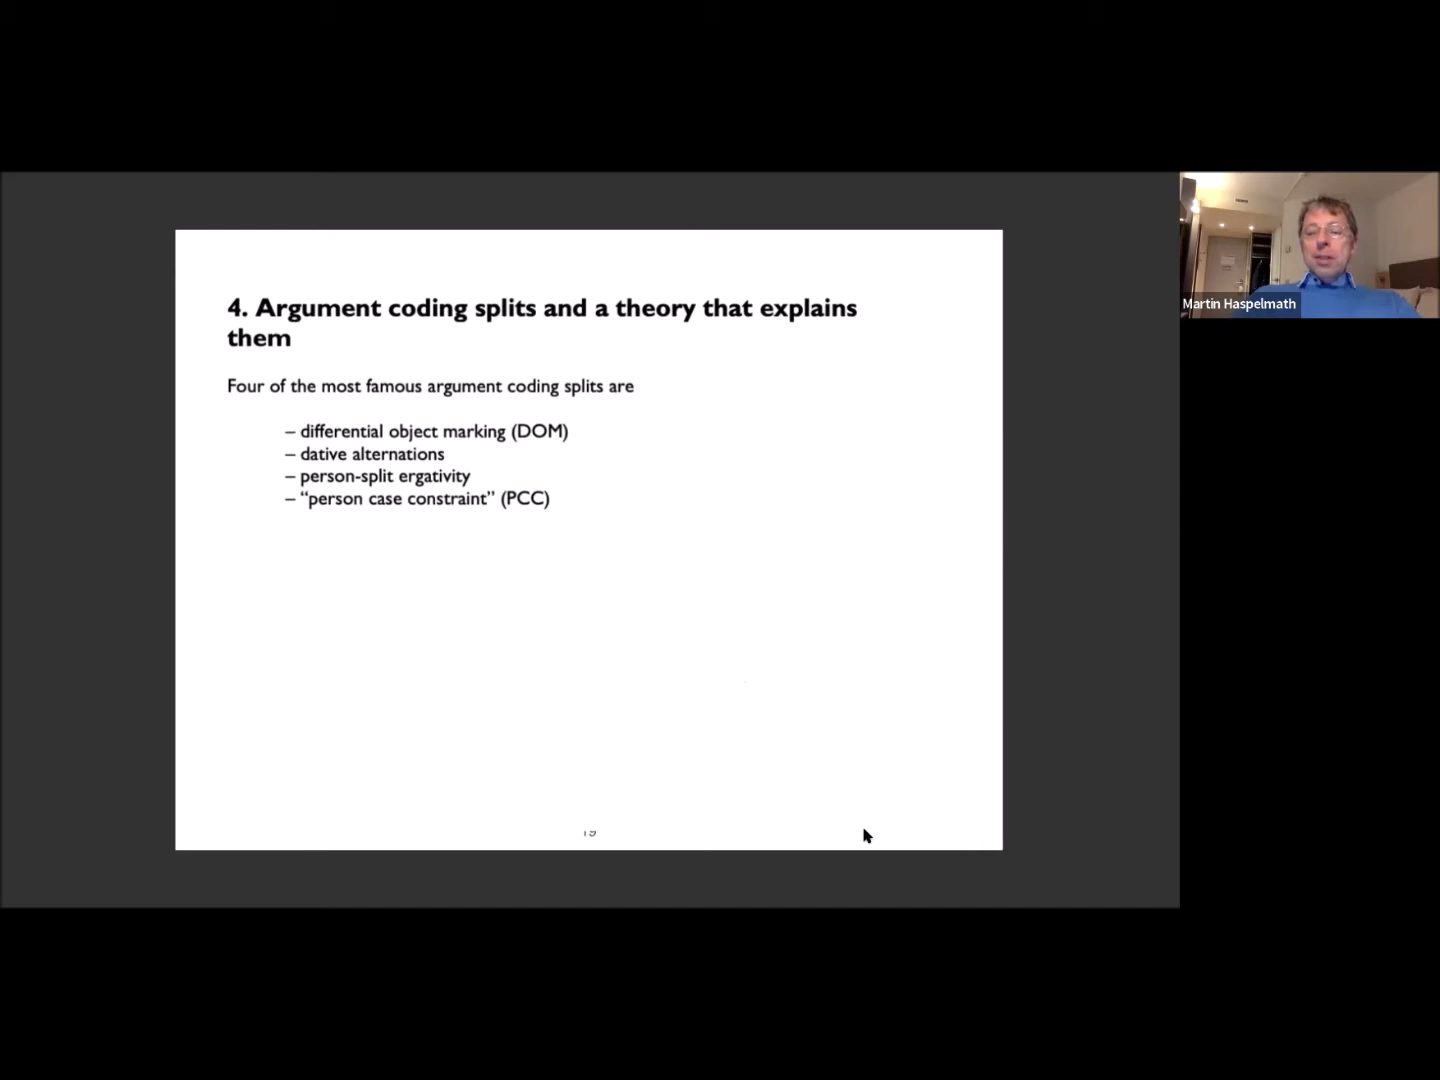 4. Argument coding splits and a theory that explains
them
Four of the most famous argument coding splits are
– differential object marking (DOM)
– dative alternations
– person-split ergativity
– “person case constraint” (PCC)
19
Martin Haspelmath